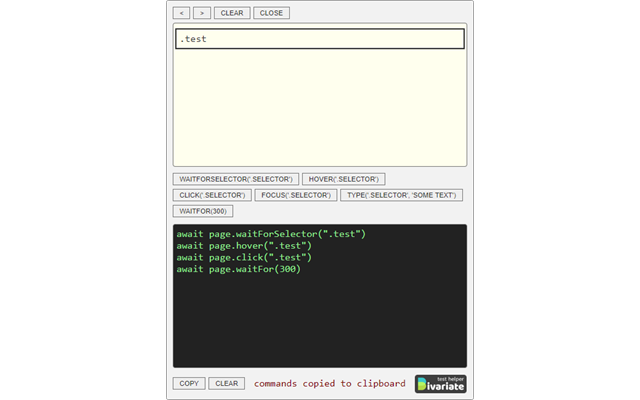 < > CLEAR CLOSE
.test
WAITFORSELECTOR('.SELECTOR') HOVER('.SELECTOR')
CLICK('.SELECTOR') FOCUS('.SELECTOR') TYPE('.SELECTOR', 'SOME TEXT')
WAITFOR(300)
await page.waitForSelector(".test")
await page.hover(".test")
await page.click(".test")
await page.waitFor(300)
COPY CLEAR commands copied to clipboard
test helper
Bivariate